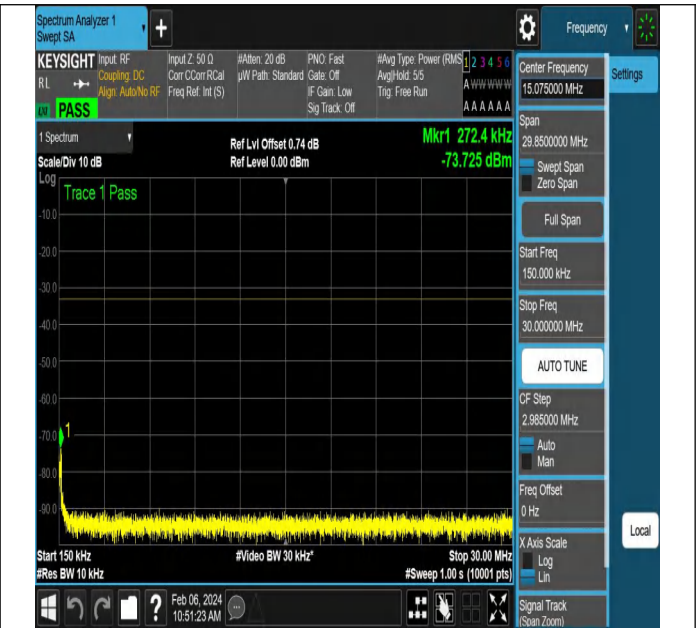 Spectrum Analyzer 1
Swept SA
+
Frequency
KEYSIGHT
RL
PASS
Input: RF
Coupling: DC
Align: Auto/No RF
Input Z: 50 Ω
Corr CCorr RCal
Freq Ref: Int (S)
#Atten: 20 dB
µW Path: Standard
PNO: Fast
Gate: Off
IF Gain: Low
Sig Track: Off
#Avg Type: Power (RMS
Avg|Hold: 5/5
Trig: Free Run
1 2 3 4 5 6
A W W W W W
A A A A A A
1 Spectrum
Scale/Div 10 dB
Ref Lvl Offset 0.74 dB
Ref Level 0.00 dBm
Mkr1 272.4 kHz
-73.725 dBm
Log
Trace 1 Pass
-10.0
-20.0
-30.0
-40.0
-50.0
-60.0
-70.0
1
-80.0
-90.0
Start 150 kHz
#Video BW 30 kHz*
Stop 30.00 MHz
#Res BW 10 kHz
#Sweep 1.00 s (10001 pts)
?
Feb 06, 2024
10:51:23 AM
Center Frequency
15.075000 MHz
Settings
Span
29.8500000 MHz
Swept Span
Zero Span
Full Span
Start Freq
150.000 kHz
Stop Freq
30.000000 MHz
AUTO TUNE
CF Step
2.985000 MHz
Auto
Man
Freq Offset
0 Hz
X Axis Scale
Log
Lin
Local
Signal Track
(Span Zoom)